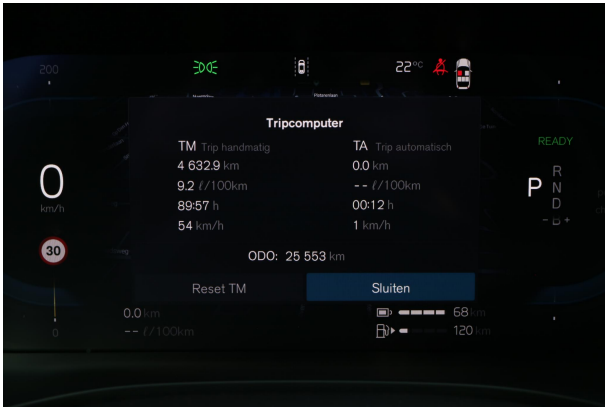 200
22°C
Tripcomputer
TM Trip handmatig
TA Trip automatisch
4 632.9 km
0.0 km
9.2 ℓ/100km
-- ℓ/100km
89:57 h
00:12 h
54 km/h
1 km/h
ODO: 25 553 km
Reset TM
Sluiten
0
km/h
30
READY
R
P N
D
- B +
0.0 km
-- ℓ/100km
68 km
120 km
0